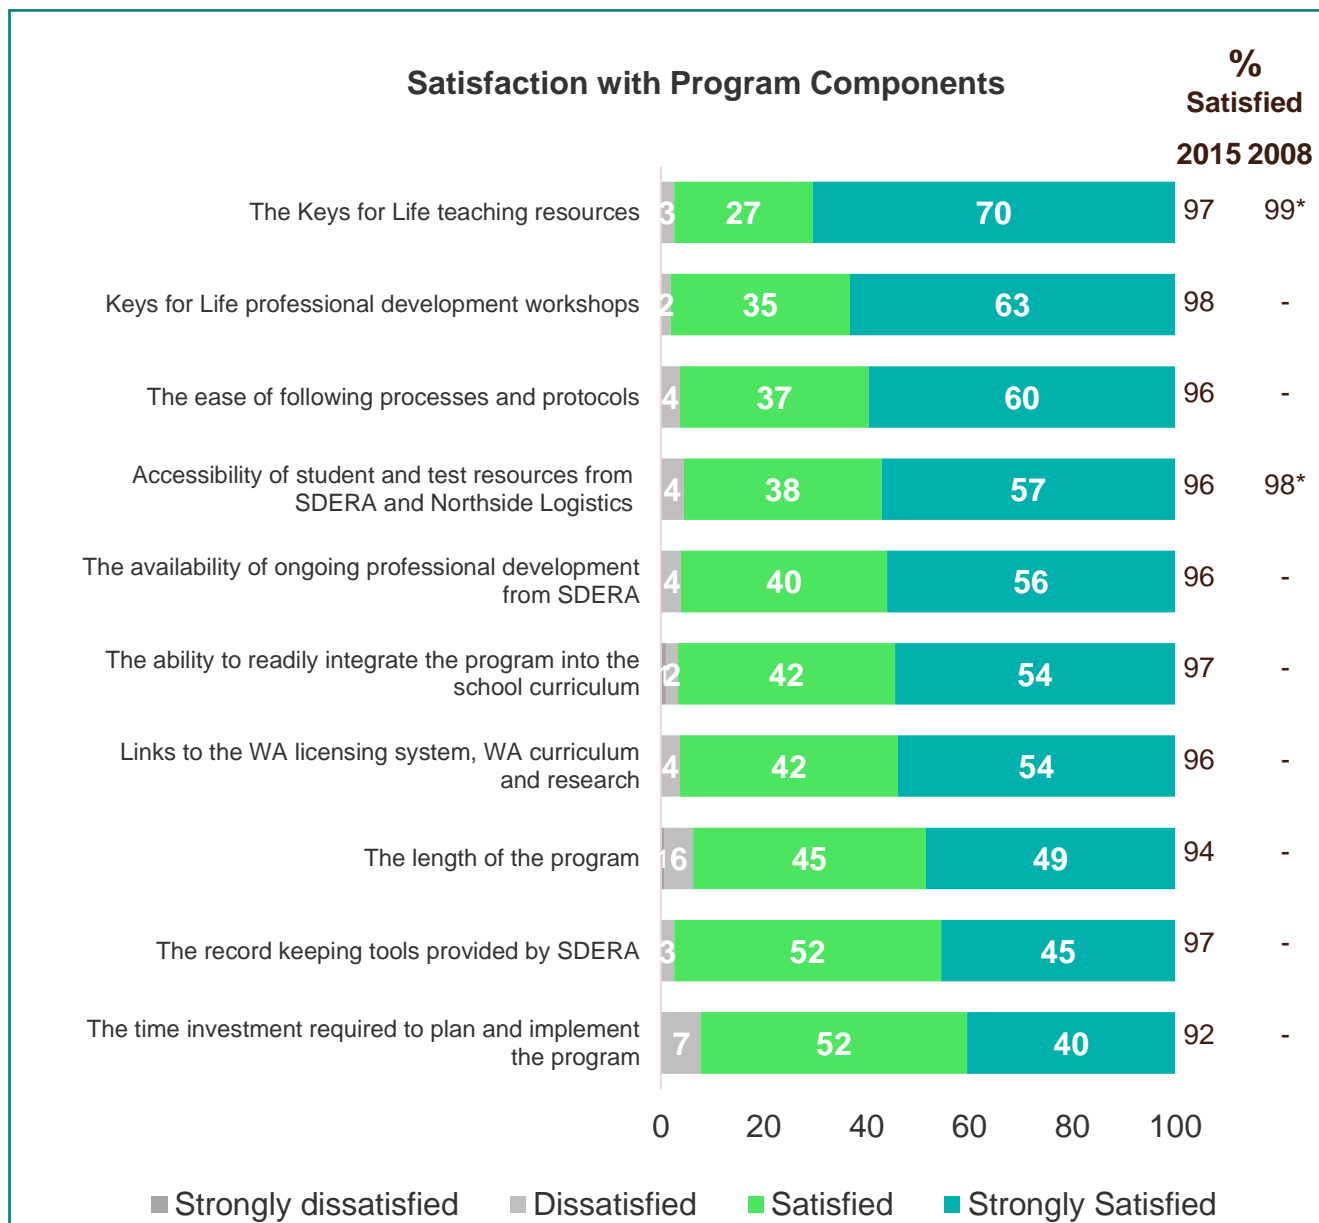 Satisfaction with Program Components
%
Satisfied
2015 2008
The Keys for Life teaching resources 3 27 70 97 99*
Keys for Life professional development workshops 2 35 63 98 -
The ease of following processes and protocols 4 37 60 96 -
Accessibility of student and test resources from
SDERA and Northside Logistics 4 38 57 96 98*
The availability of ongoing professional development
from SDERA 4 40 56 96 -
The ability to readily integrate the program into the
school curriculum 1 2 42 54 97 -
Links to the WA licensing system, WA curriculum
and research 4 42 54 96 -
The length of the program 1 6 45 49 94 -
The record keeping tools provided by SDERA 3 52 45 97 -
The time investment required to plan and implement
the program 7 52 40 92 -
0 20 40 60 80 100
Strongly dissatisfied Dissatisfied Satisfied Strongly Satisfied